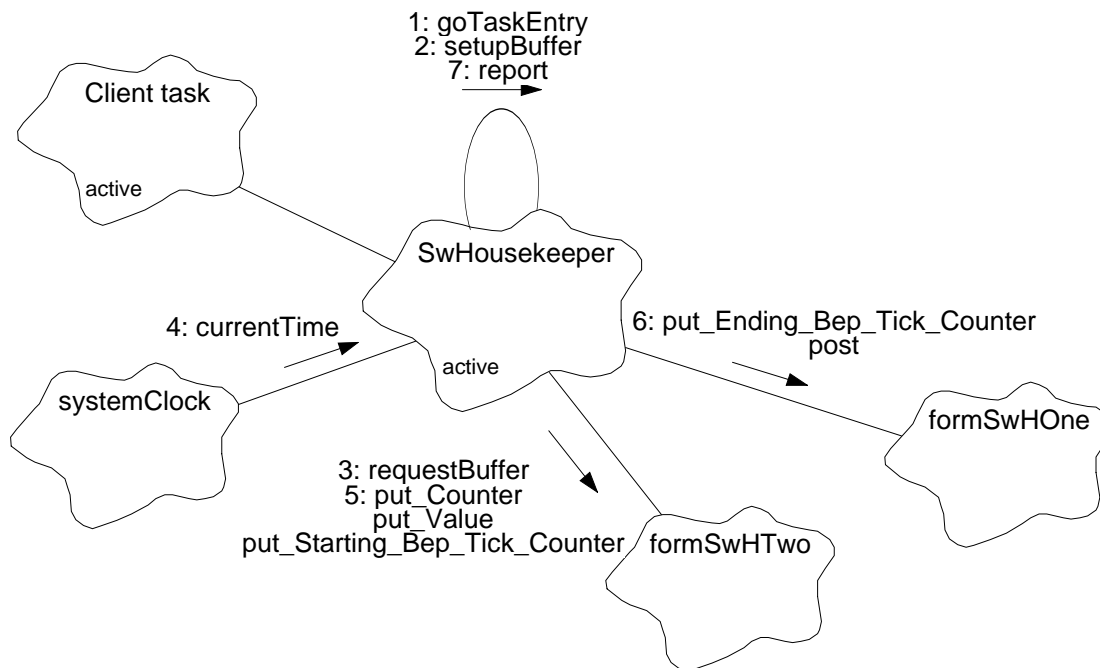 1: goTaskEntry
2: setupBuffer
7: report
Client task
active
SwHousekeeper
4: currentTime
6: put_Ending_Bep_Tick_Counter
post
active
systemClock
formSwHOne
3: requestBuffer
5: put_Counter
put_Value
put_Starting_Bep_Tick_Counter
formSwHTwo